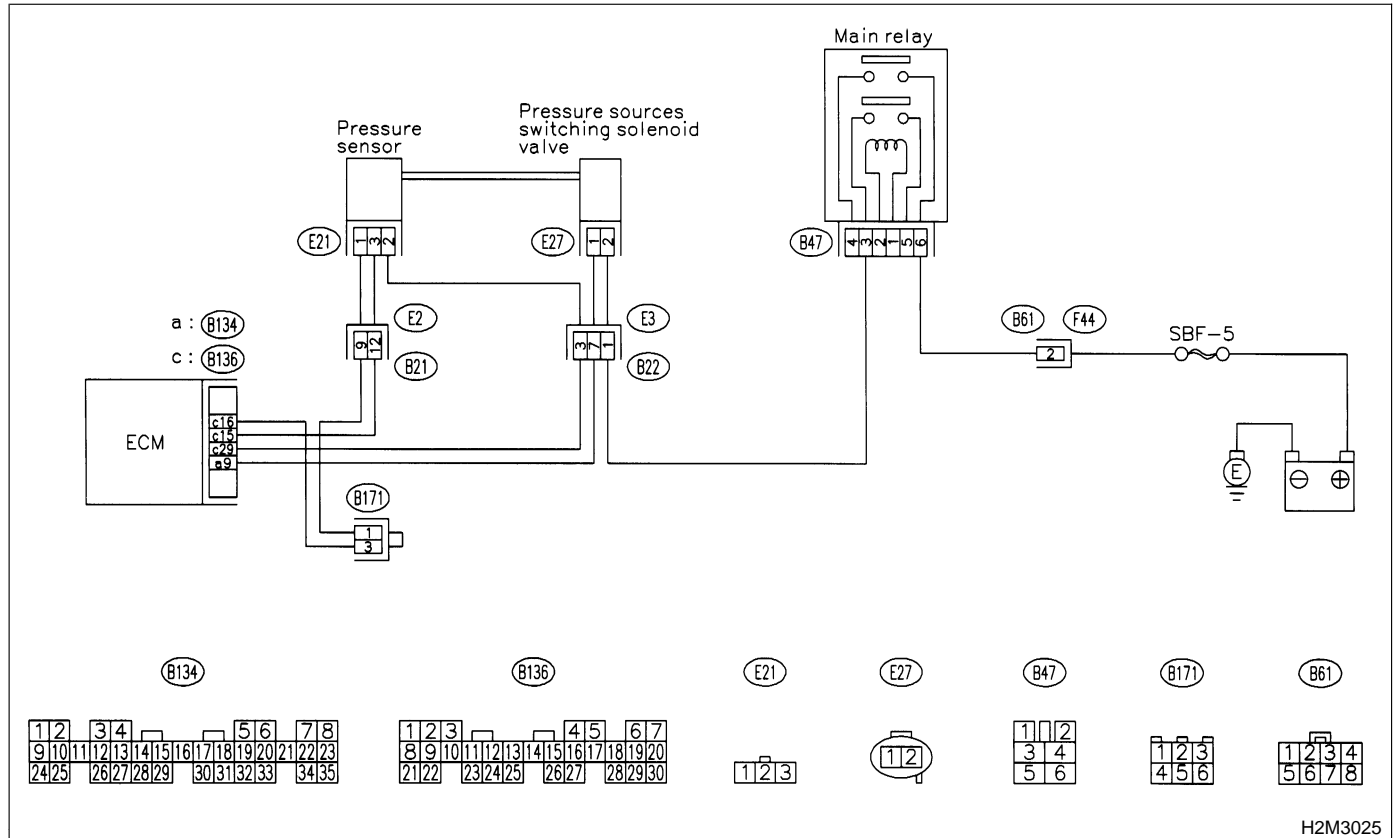 Main relay
Pressure sources
switching solenoid
valve
Pressure
sensor
E21
1 3 2
E27
1 2
B47
4 3 2 1 5 6
E2
9 12
B21
E3
3 7 1
B22
B61
F44
2
SBF-5
a : B134
c : B136
ECM
c16
c15
c29
a9
B171
1
3
E
⊖ ⊕
B134
1 2 3 4 5 6 7 8
9 10 11 12 13 14 15 16 17 18 19 20 21 22 23
24 25 26 27 28 29 30 31 32 33 34 35
B136
1 2 3 4 5 6 7
8 9 10 11 12 13 14 15 16 17 18 19 20
21 22 23 24 25 26 27 28 29 30
E21
1 2 3
E27
1 2
B47
1 2
3 4
5 6
B171
1 2 3
4 5 6
B61
1 2 3 4
5 6 7 8
H2M3025